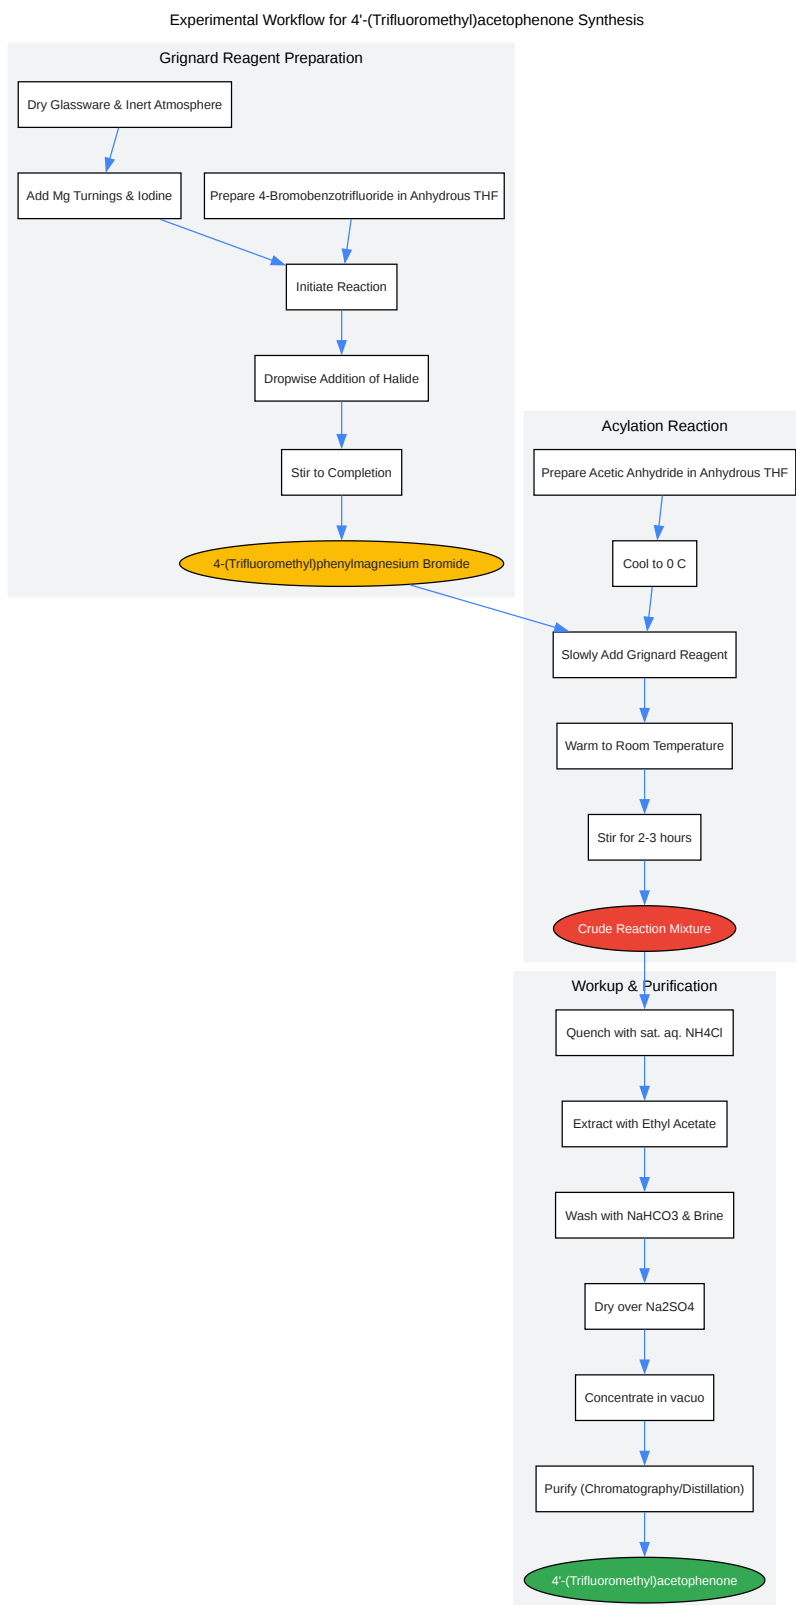 Experimental Workflow for 4'-(Trifluoromethyl)acetophenone Synthesis
Grignard Reagent Preparation
Dry Glassware & Inert Atmosphere
Add Mg Turnings & Iodine
Prepare 4-Bromobenzotrifluoride in Anhydrous THF
Initiate Reaction
Dropwise Addition of Halide
Stir to Completion
4-(Trifluoromethyl)phenylmagnesium Bromide
Acylation Reaction
Prepare Acetic Anhydride in Anhydrous THF
Cool to 0 C
Slowly Add Grignard Reagent
Warm to Room Temperature
Stir for 2-3 hours
Crude Reaction Mixture
Workup & Purification
Quench with sat. aq. NH4Cl
Extract with Ethyl Acetate
Wash with NaHCO3 & Brine
Dry over Na2SO4
Concentrate in vacuo
Purify (Chromatography/Distillation)
4'-(Trifluoromethyl)acetophenone